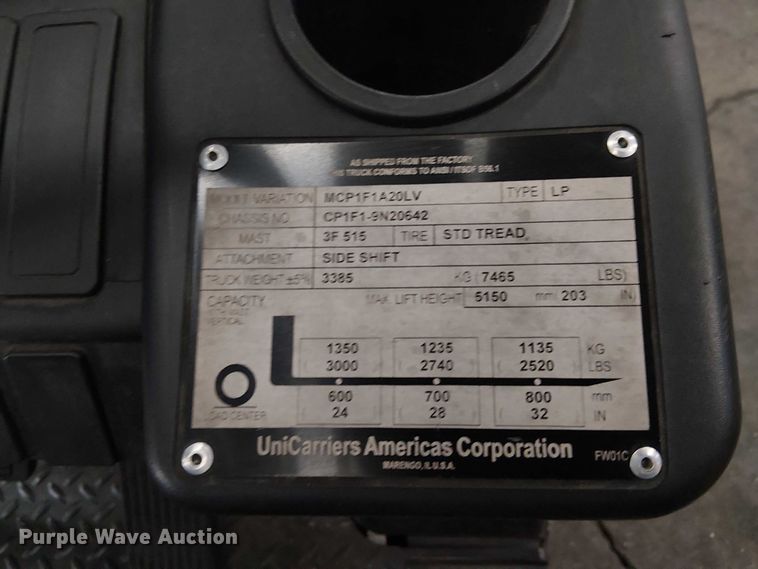 AS SHIPPED FROM THE FACTORY
THIS TRUCK CONFORMS TO ANSI / ITSDF B56.1
MODEL VARIATION MCP1F1A20LV TYPE LP
CHASSIS NO. CP1F1-9N20642
MAST 3F 515 TIRE STD TREAD
ATTACHMENT SIDE SHIFT
TRUCK WEIGHT ±5% 3385 KG ( 7465 LBS)
CAPACITY MAX. LIFT HEIGHT 5150 mm 203 IN)
WITH MAST
VERTICAL
1350 1235 1135 KG
3000 ( 2740 ) ( 2520 ) LBS
600 700 800 mm
( 24 ( 28 ) ( 32 ) IN
LOAD CENTER
UniCarriers Americas Corporation
MARENGO, IL U.S.A. FW01C
Purple Wave Auction®